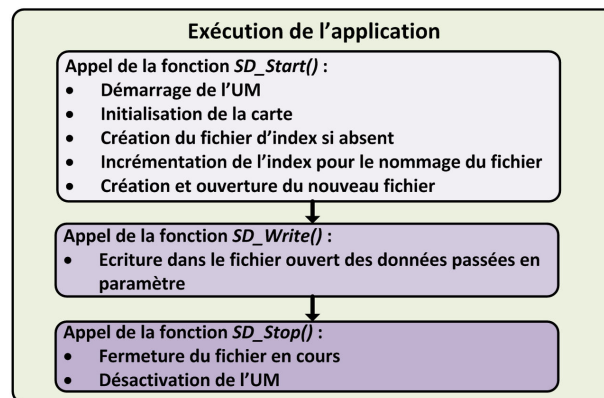 Exécution de l'application
Appel de la fonction SD_Start() :
• Démarrage de l'UM
• Initialisation de la carte
• Création du fichier d'index si absent
• Incrémentation de l'index pour le nommage du fichier
• Création et ouverture du nouveau fichier
Appel de la fonction SD_Write() :
• Ecriture dans le fichier ouvert des données passées en
paramètre
Appel de la fonction SD_Stop() :
• Fermeture du fichier en cours
• Désactivation de l'UM